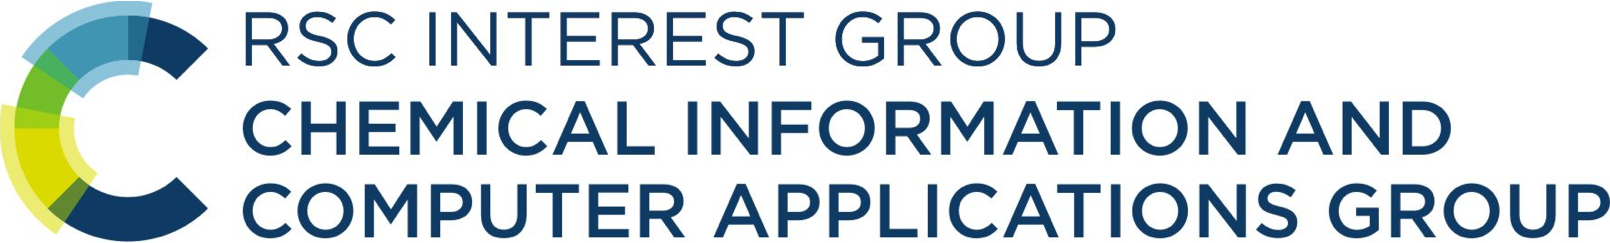 RSC INTEREST GROUP
CHEMICAL INFORMATION AND
COMPUTER APPLICATIONS GROUP